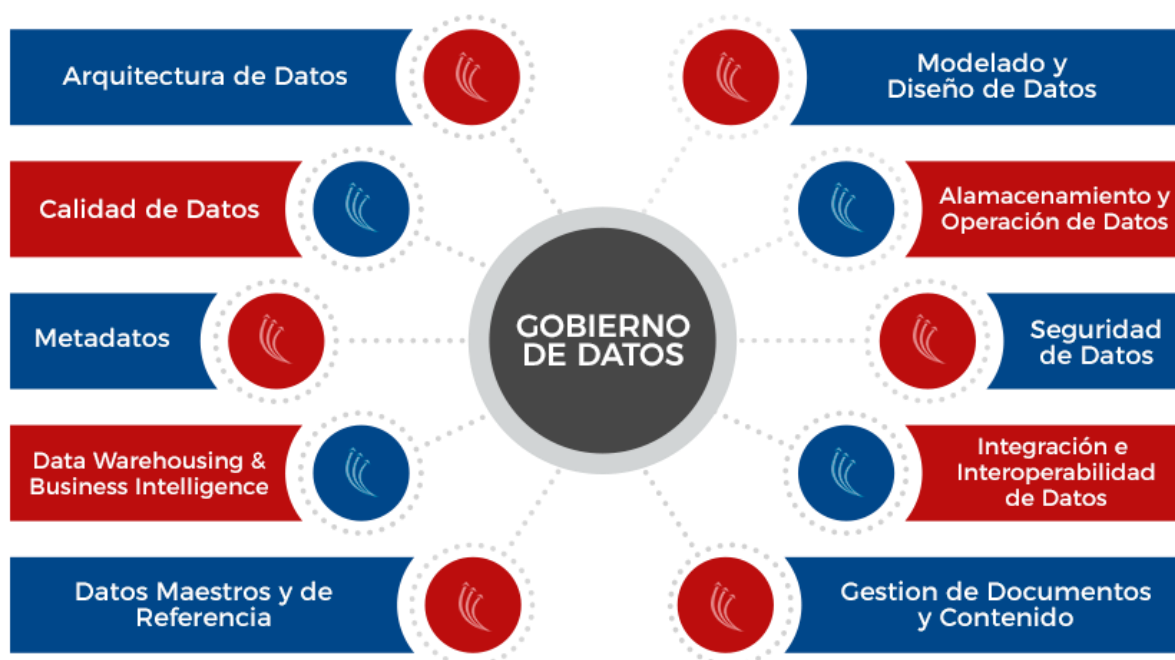 Arquitectura de Datos
Modelado y
Diseño de Datos
Calidad de Datos
Alamacenamiento y
Operación de Datos
Metadatos
GOBIERNO
DE DATOS
Seguridad
de Datos
Data Warehousing &
Business Intelligence
Integración e
Interoperabilidad
de Datos
Datos Maestros y de
Referencia
Gestion de Documentos
y Contenido